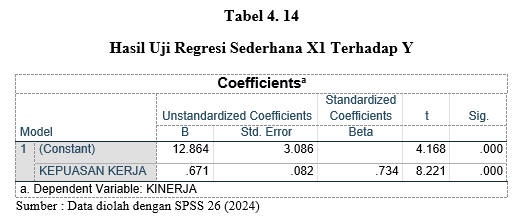 Tabel 4. 14
Hasil Uji Regresi Sederhana X1 Terhadap Y
Coefficientsa
Model Unstandardized Coefficients Standardized Coefficients t Sig.
B Std. Error Beta
1 (Constant) 12.864 3.086 4.168 .000
KEPUASAN KERJA .671 .082 .734 8.221 .000
a. Dependent Variable: KINERJA
Sumber : Data diolah dengan SPSS 26 (2024)